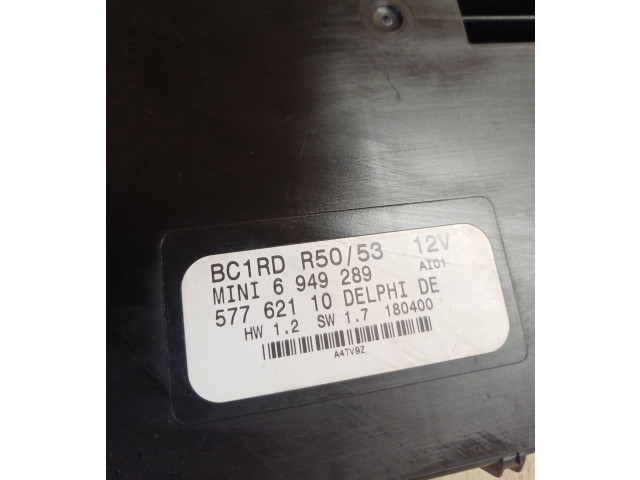 BC1RD R50/53 12V
MINI 6 949 289 AI01
577 621 10 DELPHI DE
HW 1.2 SW 1.7 180400
A4TV9Z